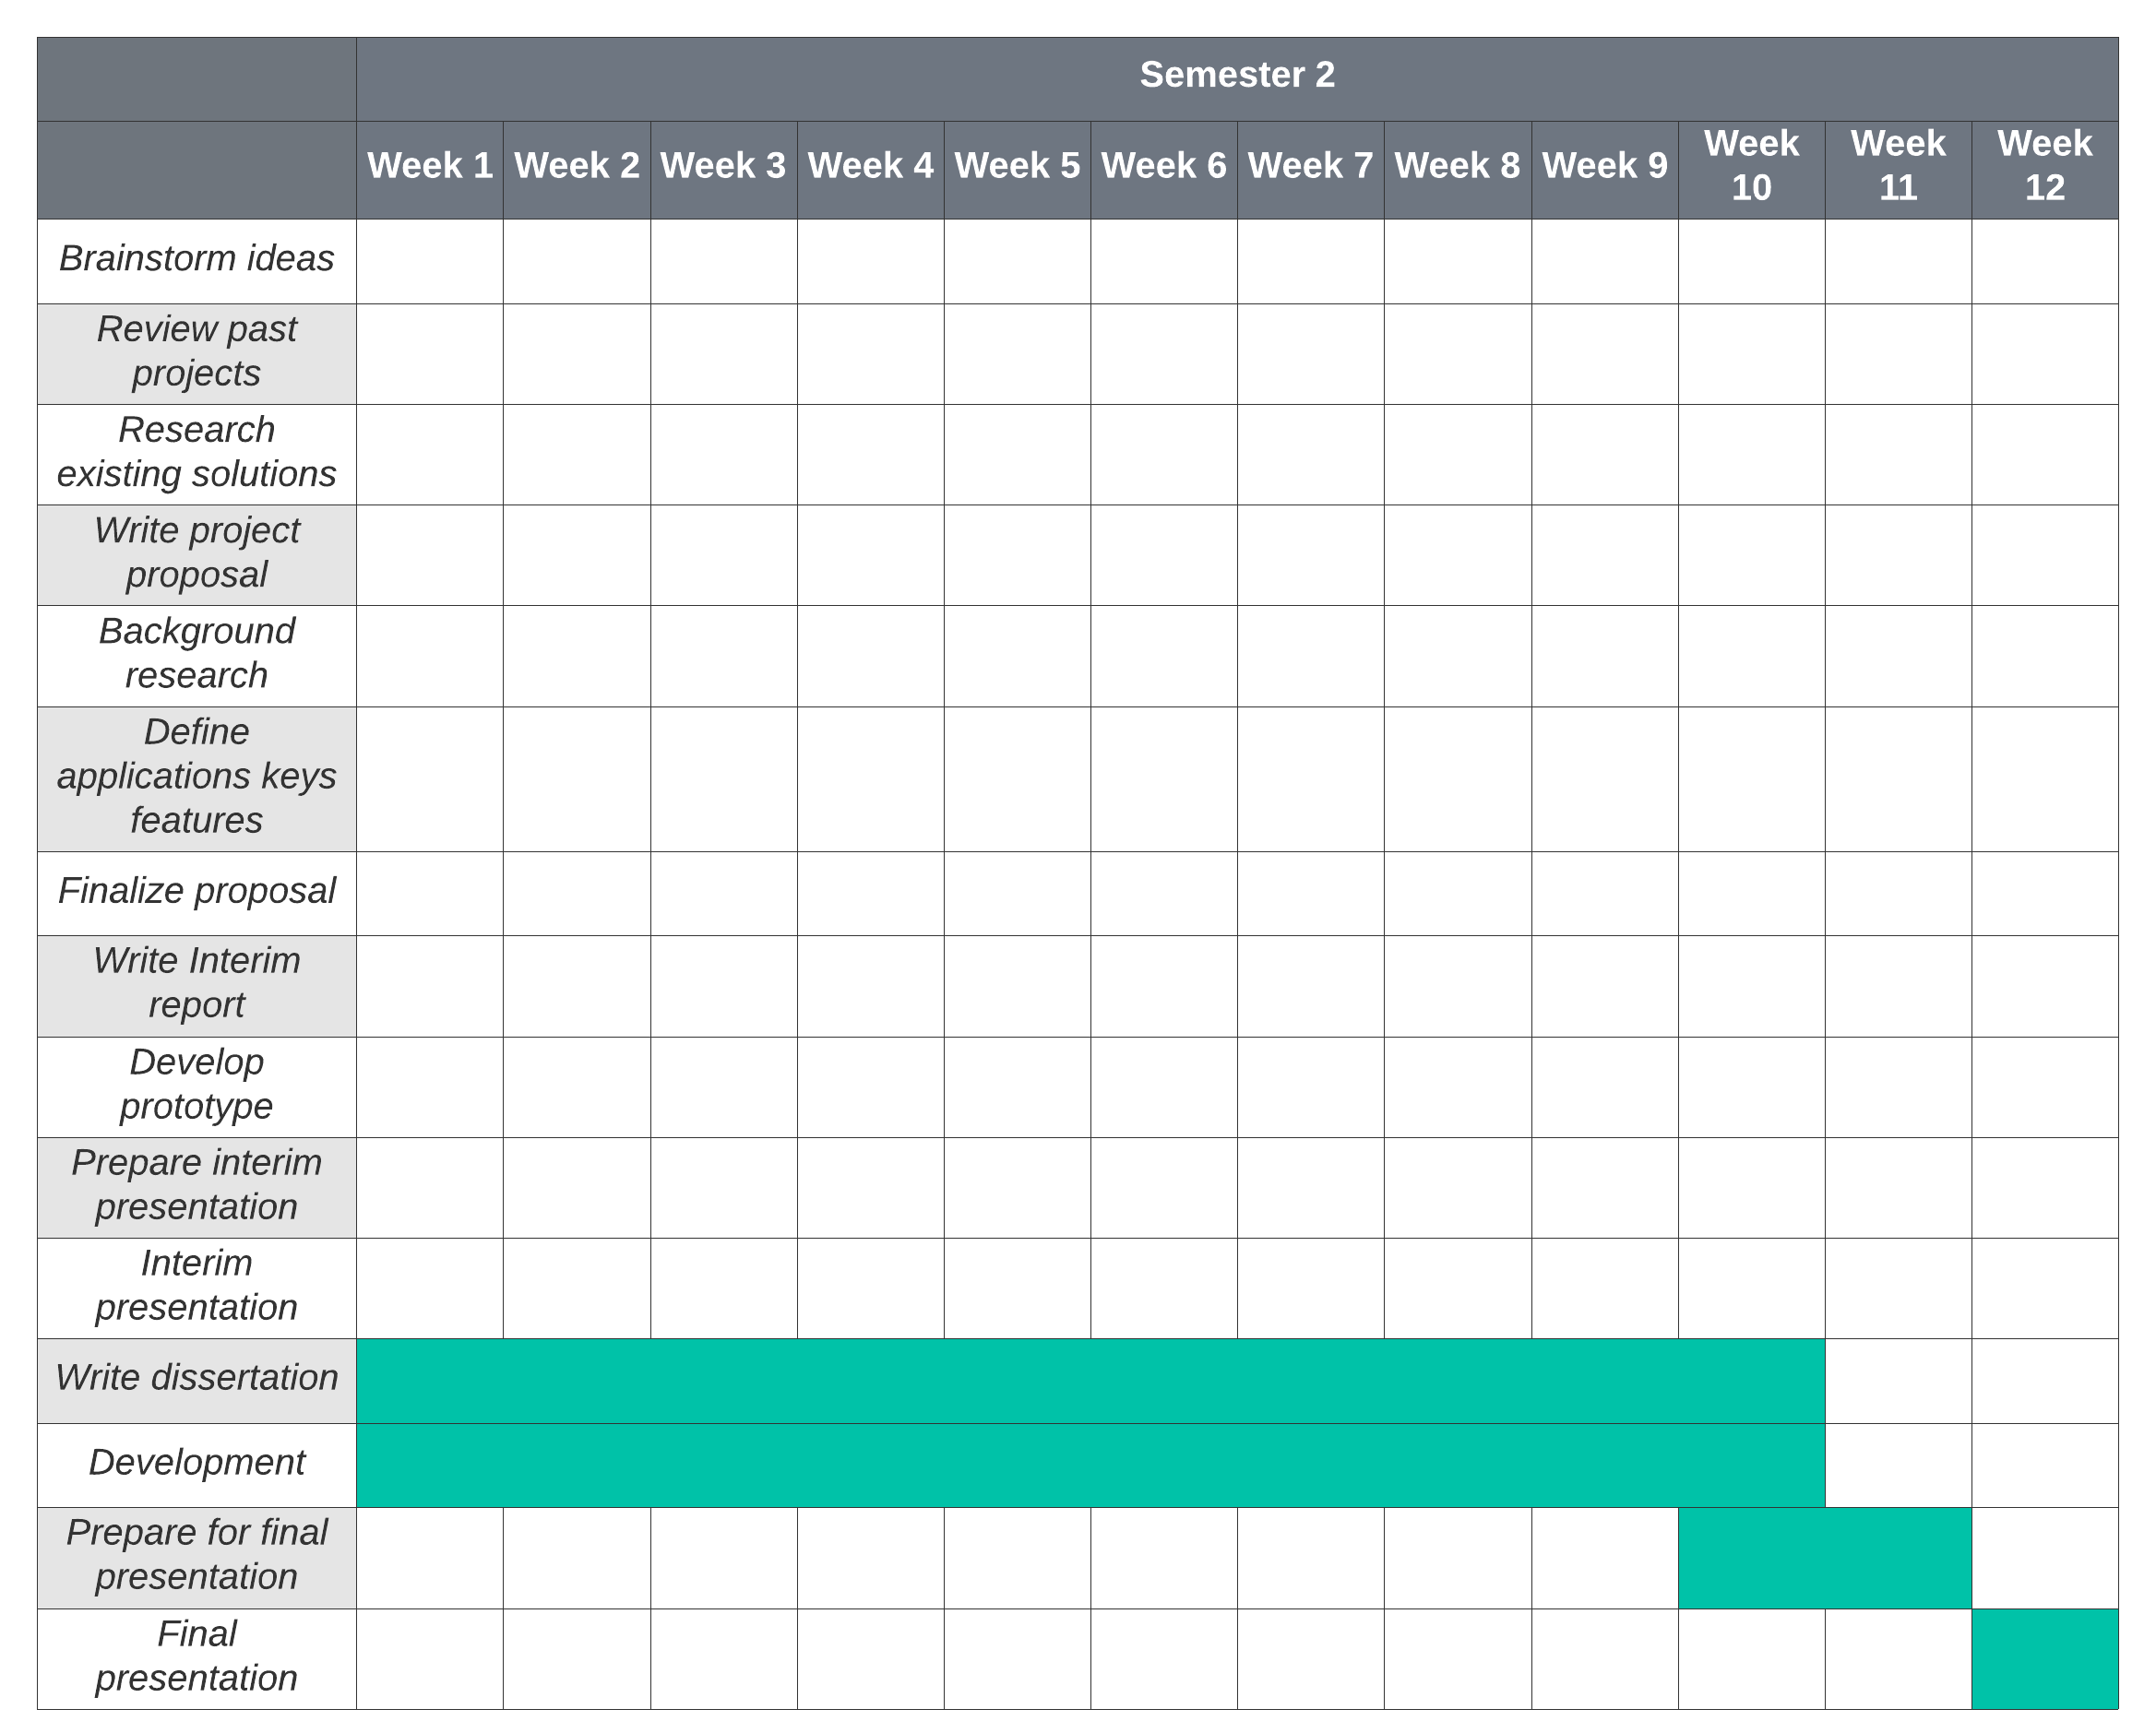 Semester 2
Week 1 Week 2 Week 3 Week 4 Week 5 Week 6 Week 7 Week 8 Week 9 Week 10 Week 11 Week 12
Brainstorm ideas
Review past
projects
Research
existing solutions
Write project
proposal
Background
research
Define
applications keys
features
Finalize proposal
Write Interim
report
Develop
prototype
Prepare interim
presentation
Interim
presentation
Write dissertation
Development
Prepare for final
presentation
Final
presentation